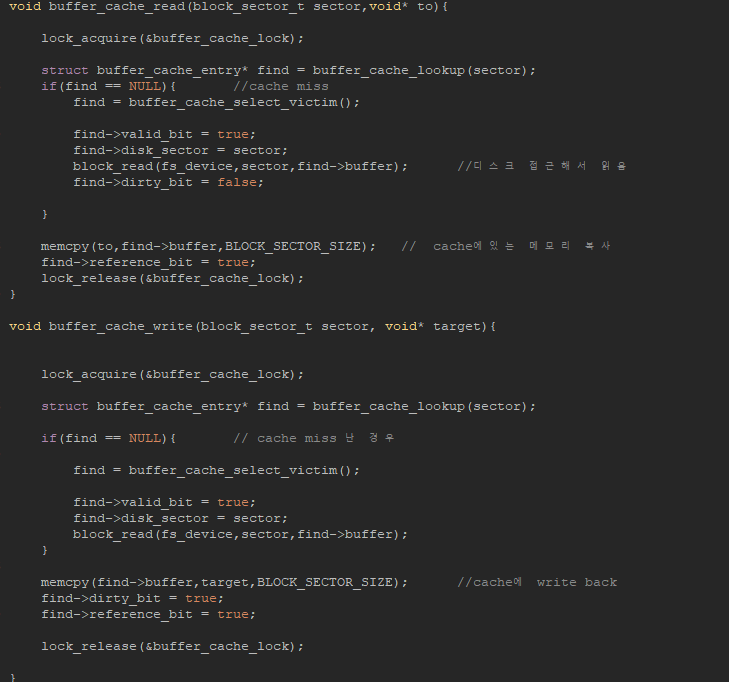 void buffer_cache_read(block_sector_t sector,void* to){
lock_acquire(&buffer_cache_lock);
struct buffer_cache_entry* find = buffer_cache_lookup(sector);
if(find == NULL){ //cache miss
find = buffer_cache_select_victim();
find->valid_bit = true;
find->disk_sector = sector;
block_read(fs_device,sector,find->buffer); //디스크 접근해서 읽음
find->dirty_bit = false;
}
memcpy(to,find->buffer,BLOCK_SECTOR_SIZE); // cache에있는 메모리 복사
find->reference_bit = true;
lock_release(&buffer_cache_lock);
}
void buffer_cache_write(block_sector_t sector, void* target){
lock_acquire(&buffer_cache_lock);
struct buffer_cache_entry* find = buffer_cache_lookup(sector);
if(find == NULL){ // cache miss 난 경우
find = buffer_cache_select_victim();
find->valid_bit = true;
find->disk_sector = sector;
block_read(fs_device,sector,find->buffer);
}
memcpy(find->buffer,target,BLOCK_SECTOR_SIZE); //cache에 write back
find->dirty_bit = true;
find->reference_bit = true;
lock_release(&buffer_cache_lock);
}